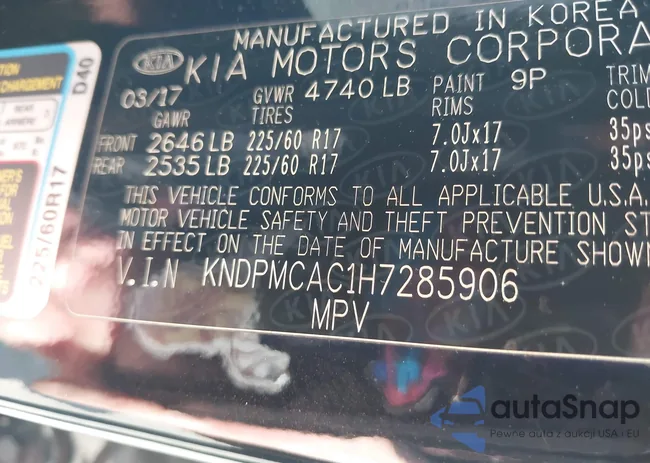 MANUFACTURED IN KOREA
KIA KIA MOTORS CORPORA
03/17 GVWR 4740 LB PAINT 9P TRIM
GAWR TIRES RIMS COLD
FRONT 2646 LB 225/60 R17 7.0Jx17 35ps
REAR 2535 LB 225/60 R17 7.0Jx17 35ps
THIS VEHICLE CONFORMS TO ALL APPLICABLE U.S.A.
MOTOR VEHICLE SAFETY AND THEFT PREVENTION ST
IN EFFECT ON THE DATE OF MANUFACTURE SHOWN
V.I.N KNDPMCAC1H7285906
MPV
D40
225/60R17
autaSnap
Pewne auta z aukcji USA i EU